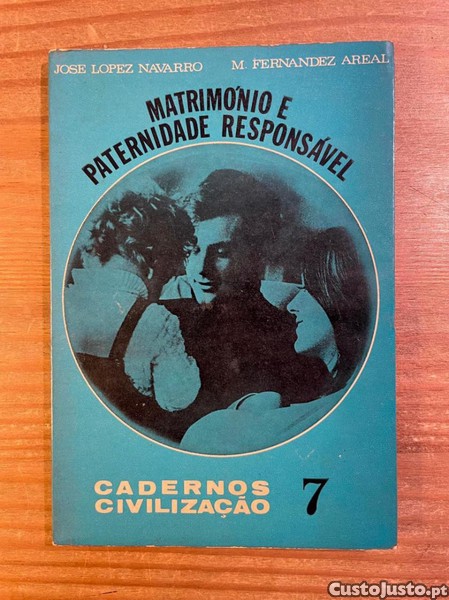 JOSE LOPEZ NAVARRO M. FERNANDEZ AREAL
MATRIMÓNIO E
PATERNIDADE RESPONSÁVEL
CADERNOS
CIVILIZAÇÃO 7
CustoJusto.pt